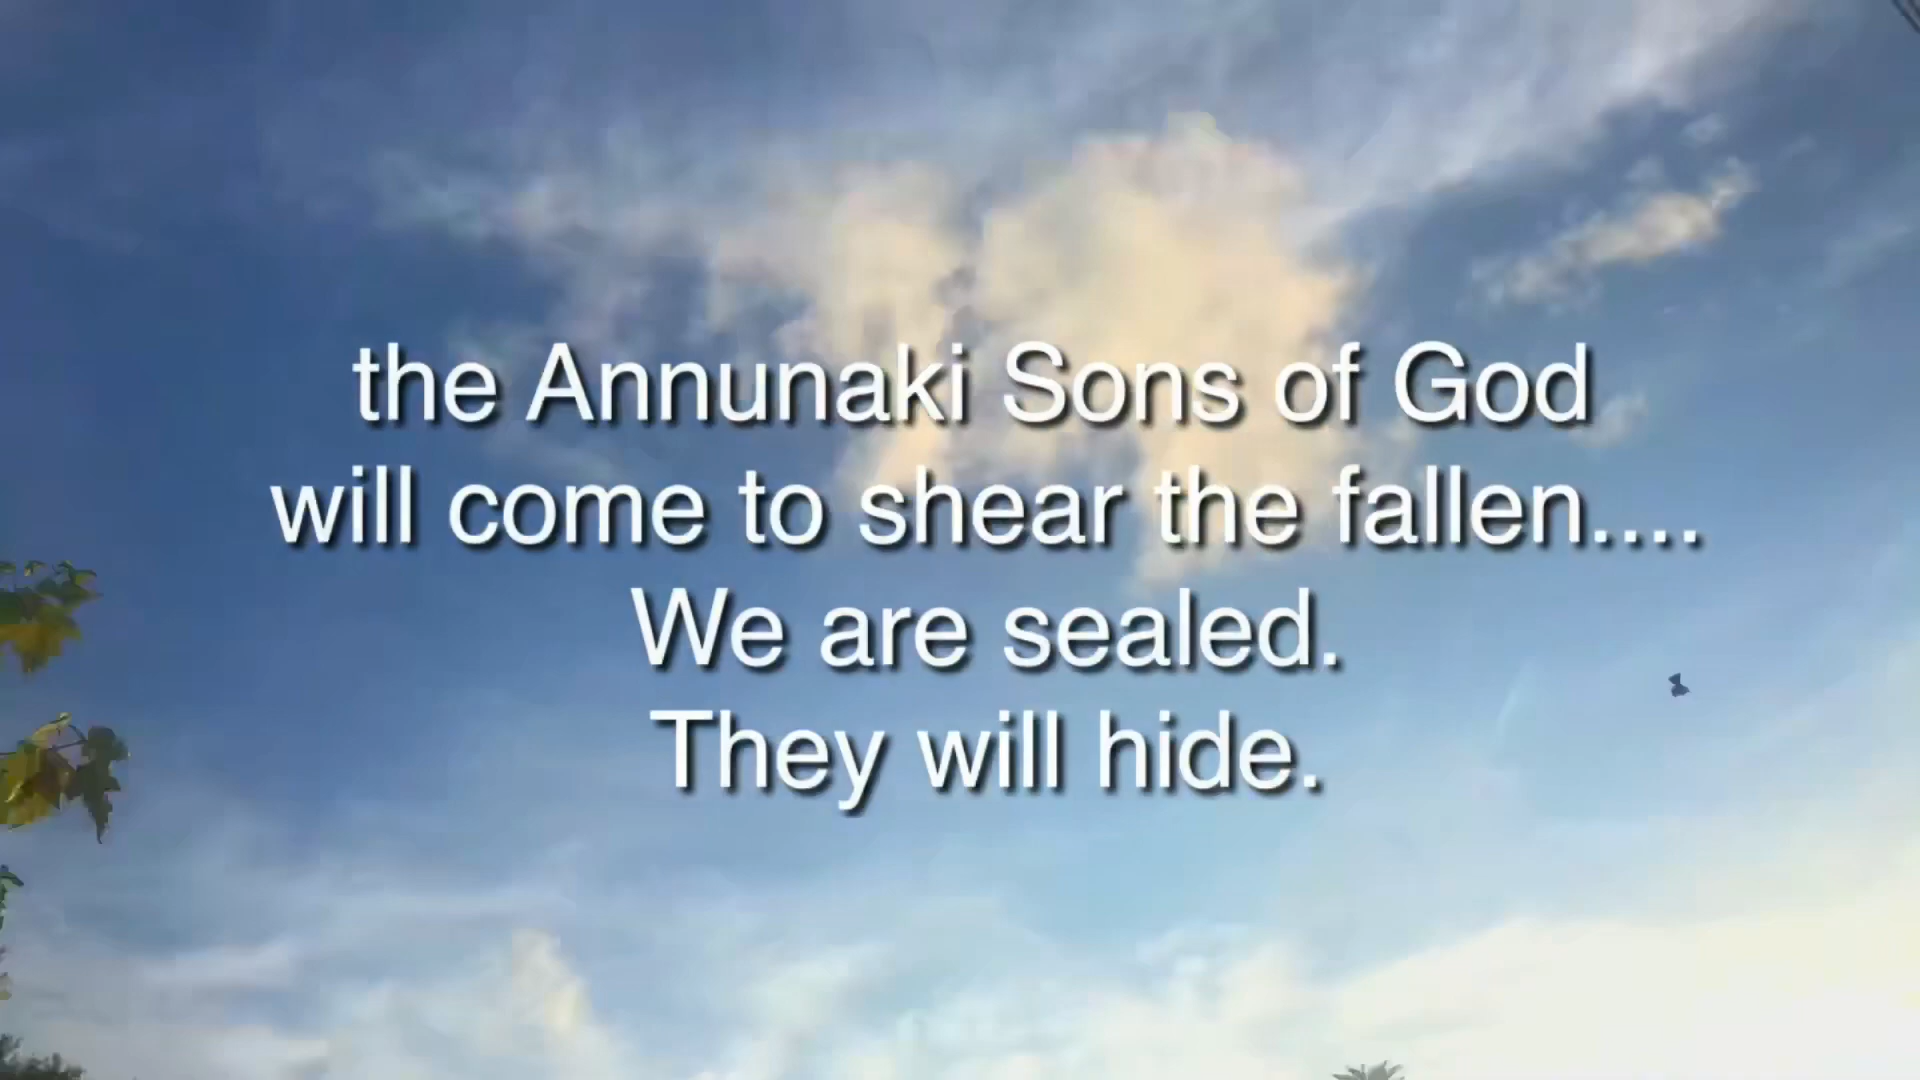 the Annunaki Sons of God
will come to shear the fallen....
We are sealed.
They will hide.